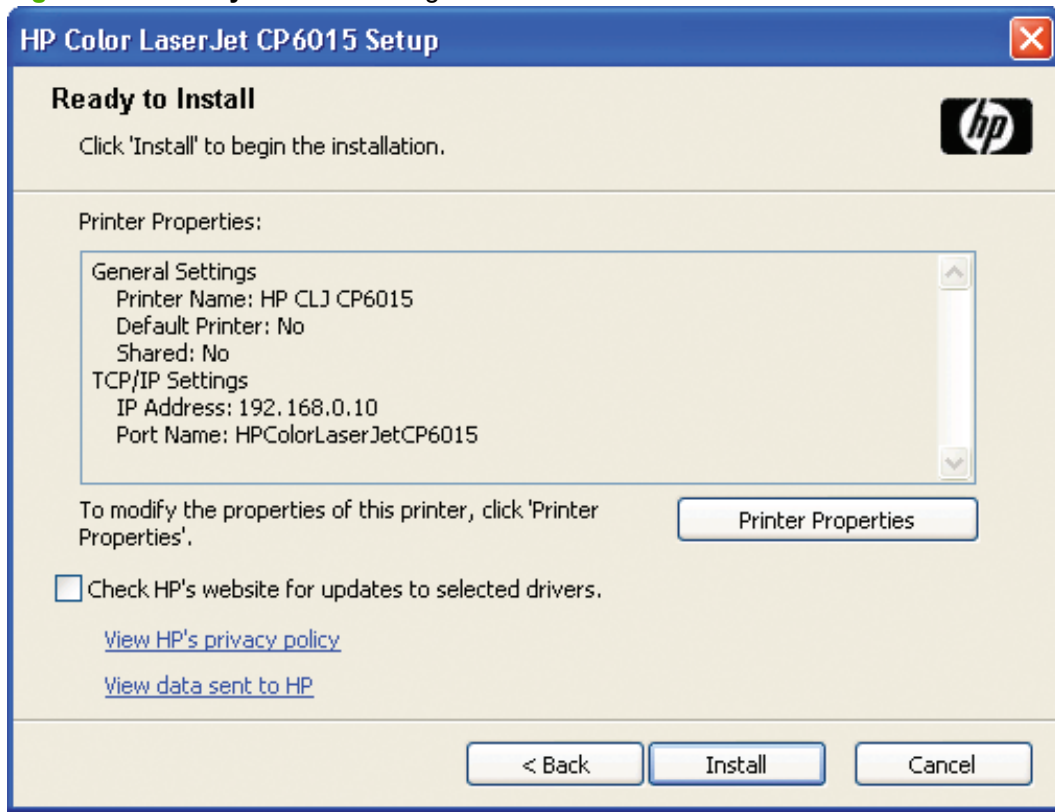 HP Color LaserJet CP6015 Setup
Ready to Install
Click 'Install' to begin the installation.
hp
Printer Properties:
General Settings
Printer Name: HP CLJ CP6015
Default Printer: No
Shared: No
TCP/IP Settings
IP Address: 192.168.0.10
Port Name: HPColorLaserJetCP6015
To modify the properties of this printer, click 'Printer
Properties'.
Printer Properties
Check HP's website for updates to selected drivers.
View HP's privacy policy
View data sent to HP
< Back
Install
Cancel